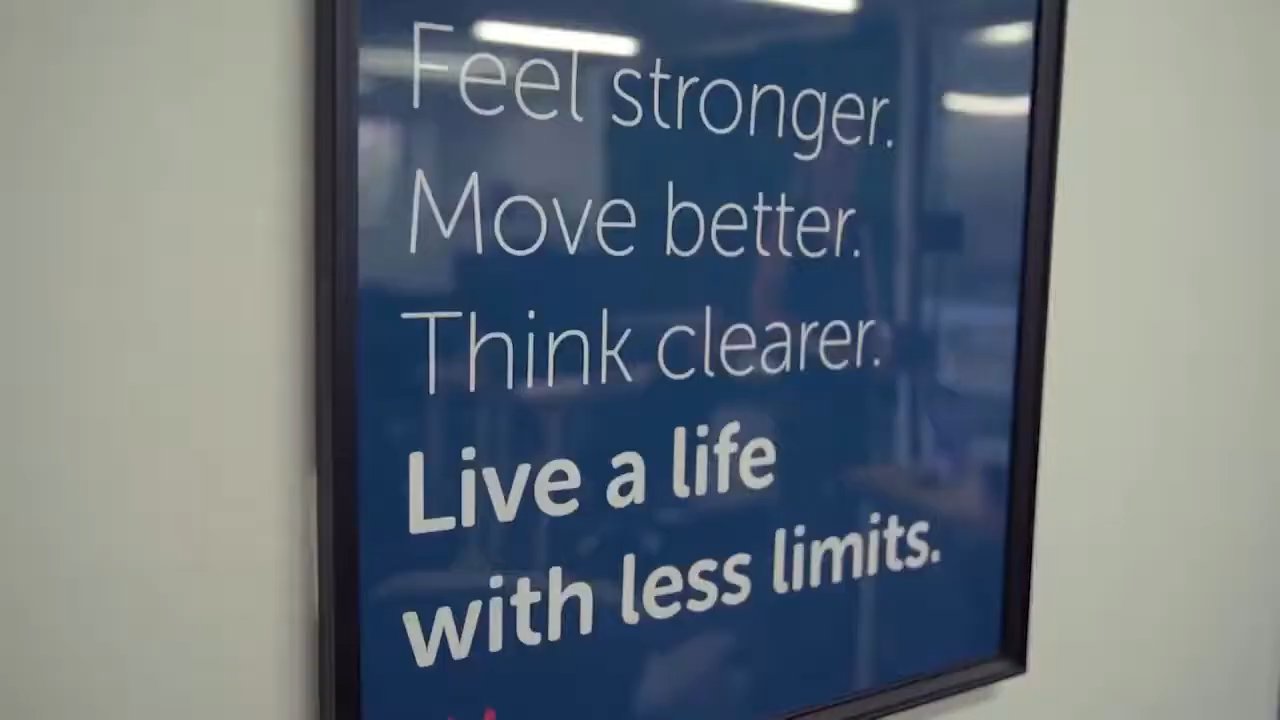 Feel stronger.
Move better.
Think clearer.
Live a life
with less limits.